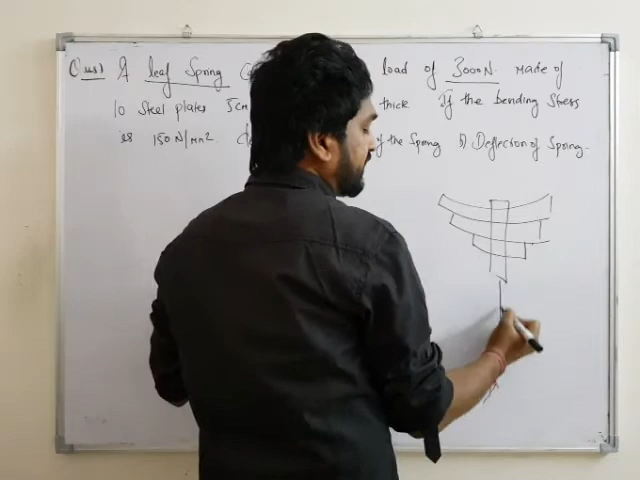 Ques) A leaf Spring load of 3000N. Made of
10 Steel plates 5cm thick If the bending Stress
is 150 N/mm2. of the Spring b) Deflection of Spring.